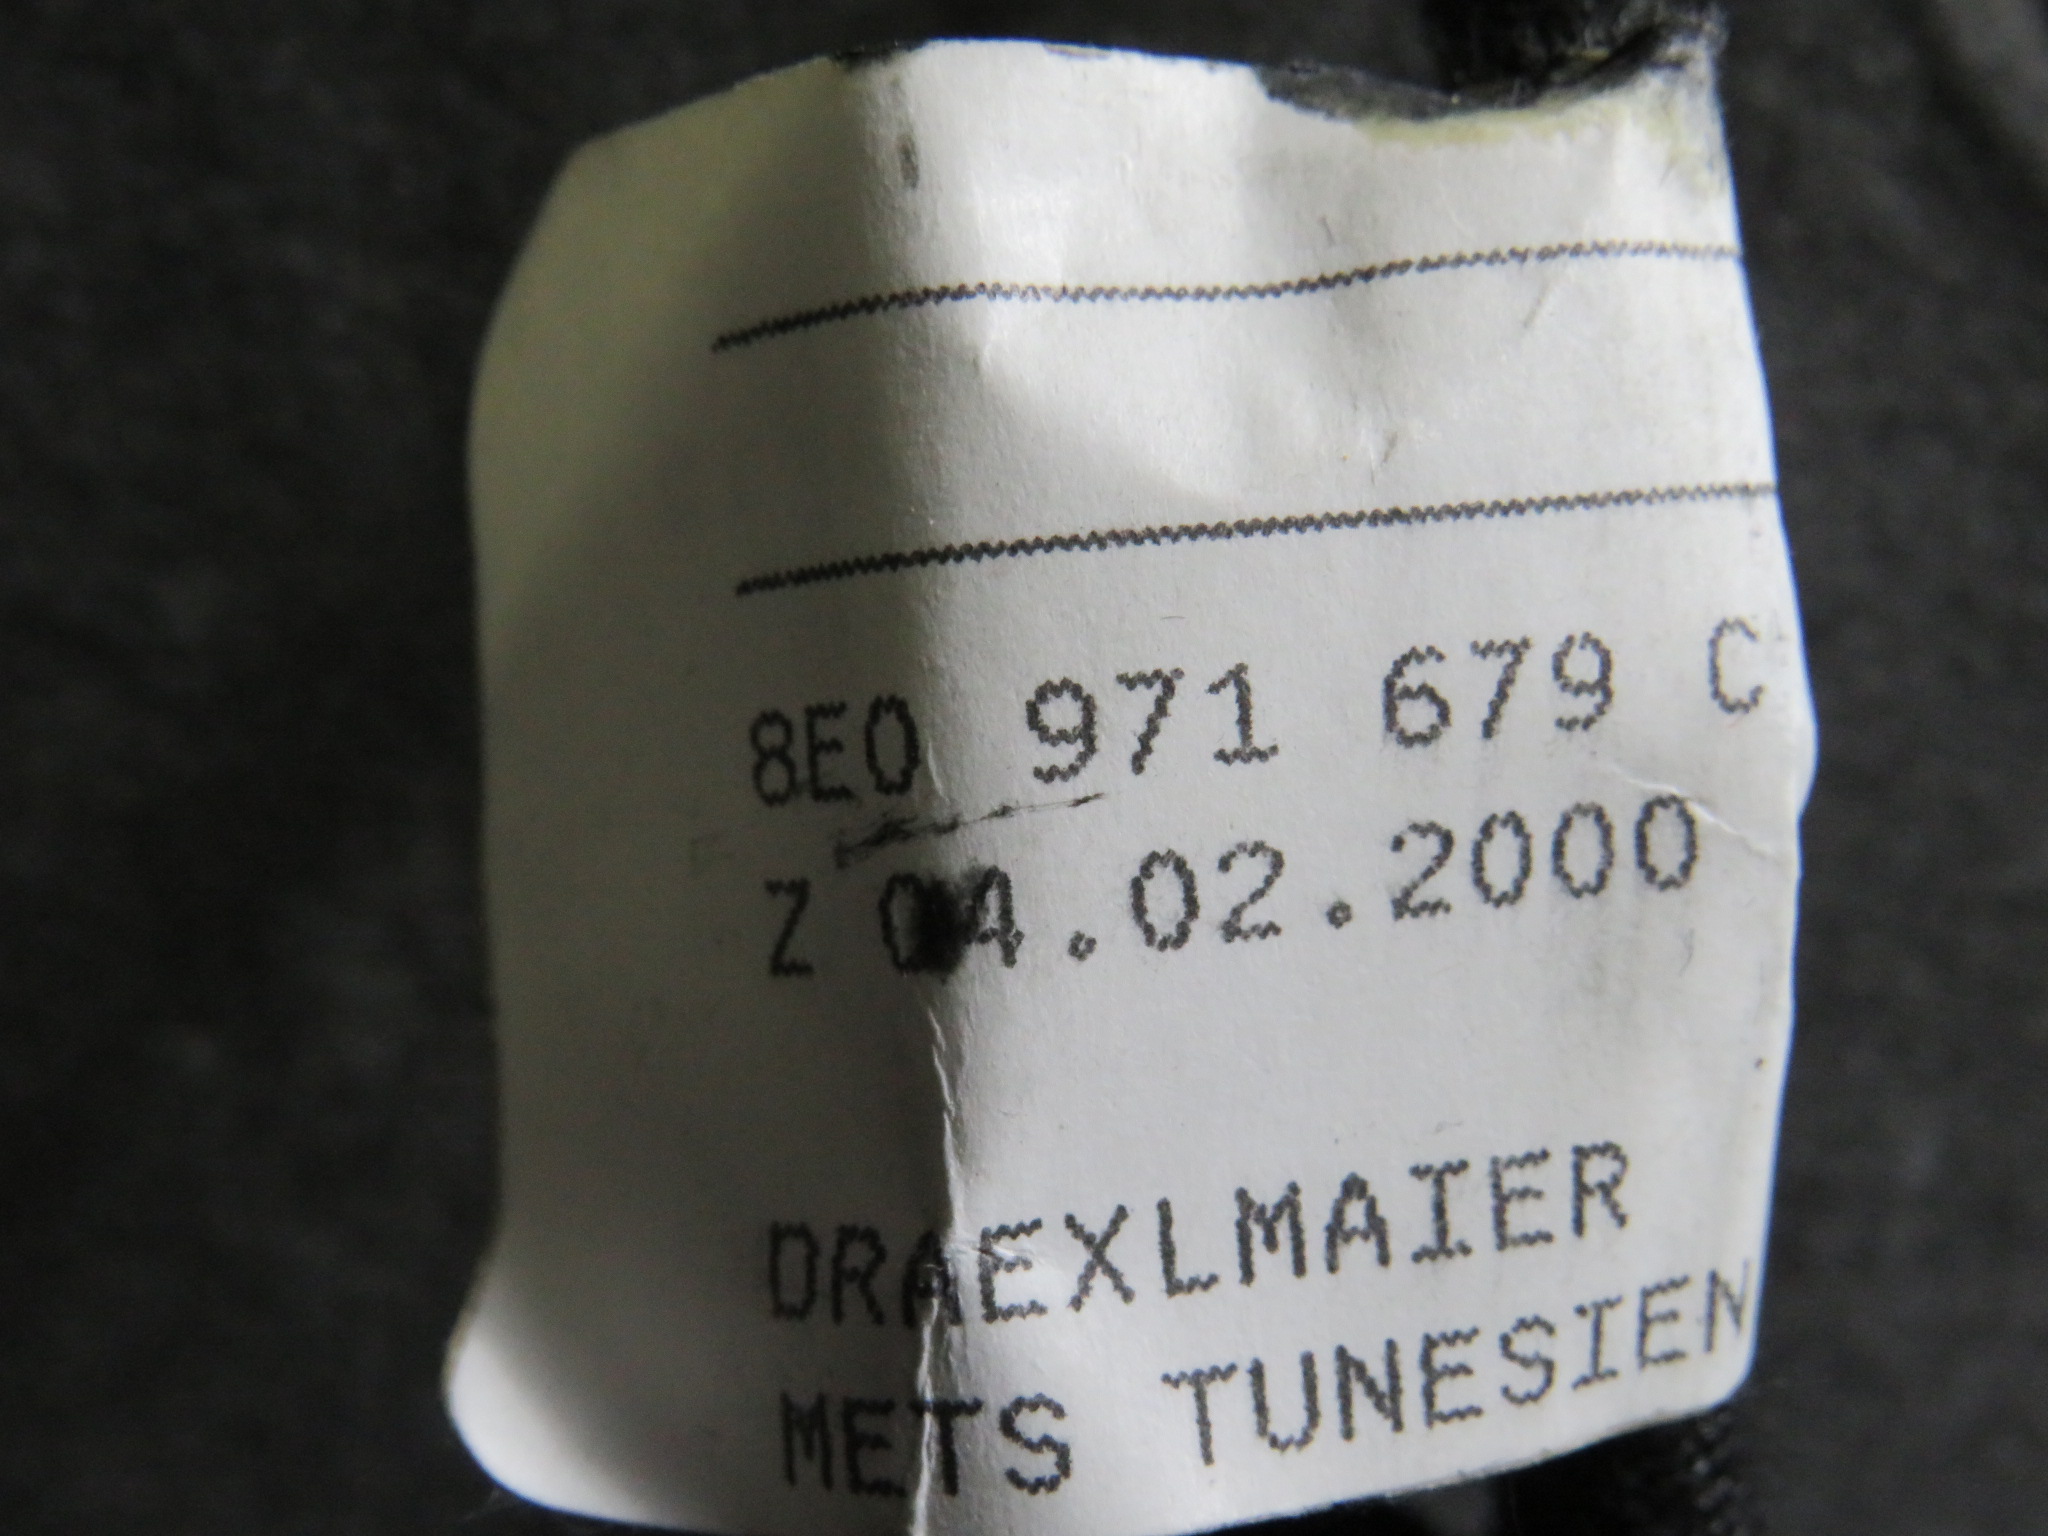 8E0 971 679 C
Z 04.02.2000
DRAEXLMAIER
METS TUNESIEN